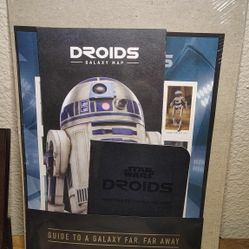 DROIDS
GALAXY MAP
STAR
WARS
DROIDS
GUIDE TO A GALAXY FAR, FAR AWAY